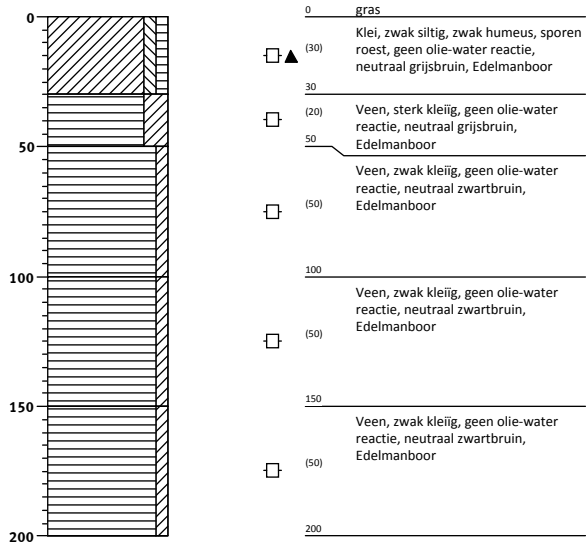 0
50
100
150
200
0 gras
Klei, zwak siltig, zwak humeus, sporen
(30) roest, geen olie-water reactie,
neutraal grijsbruin, Edelmanboor
30
(20) Veen, sterk kleiïg, geen olie-water
reactie, neutraal grijsbruin,
50 Edelmanboor
Veen, zwak kleiïg, geen olie-water
reactie, neutraal zwartbruin,
(50) Edelmanboor
100
Veen, zwak kleiïg, geen olie-water
reactie, neutraal zwartbruin,
(50) Edelmanboor
150
Veen, zwak kleiïg, geen olie-water
reactie, neutraal zwartbruin,
(50) Edelmanboor
200